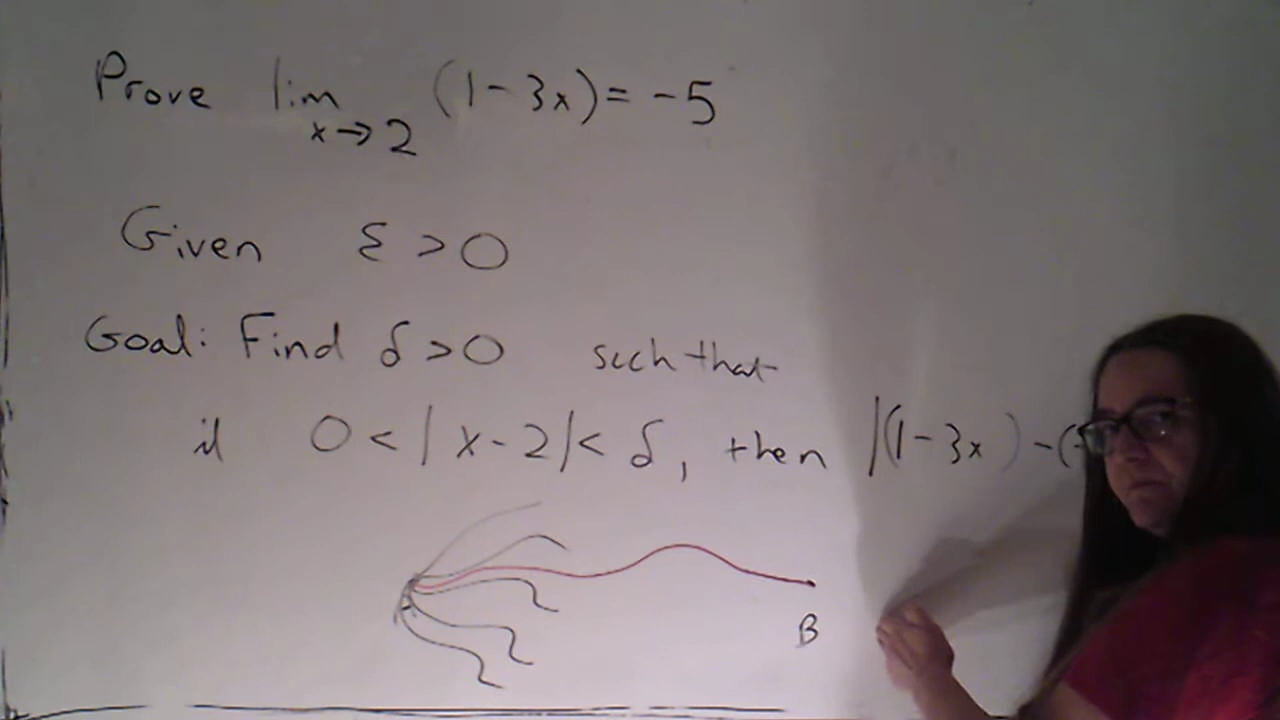 Prove lim (1-3x) = -5
x→2
Given ε > 0
Goal: Find δ > 0 such that
if 0 < |x-2| < δ, then |(1-3x) - (
B